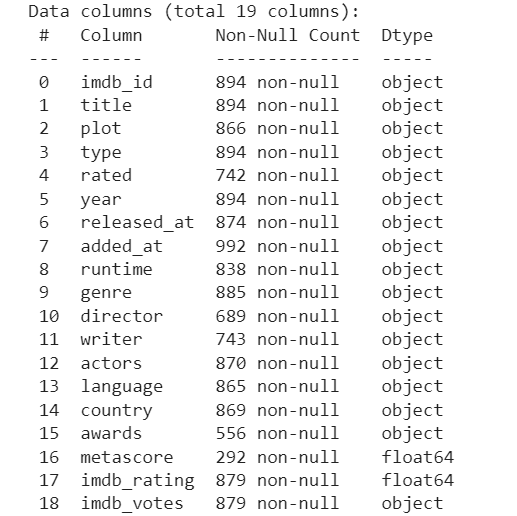 Data columns (total 19 columns):
 #   Column       Non-Null Count  Dtype
---  ------       --------------  -----
 0   imdb_id      894 non-null    object
 1   title        894 non-null    object
 2   plot         866 non-null    object
 3   type         894 non-null    object
 4   rated        742 non-null    object
 5   year         894 non-null    object
 6   released_at  874 non-null    object
 7   added_at     992 non-null    object
 8   runtime      838 non-null    object
 9   genre        885 non-null    object
 10  director     689 non-null    object
 11  writer       743 non-null    object
 12  actors       870 non-null    object
 13  language     865 non-null    object
 14  country      869 non-null    object
 15  awards       556 non-null    object
 16  metascore    292 non-null    float64
 17  imdb_rating  879 non-null    float64
 18  imdb_votes   879 non-null    object